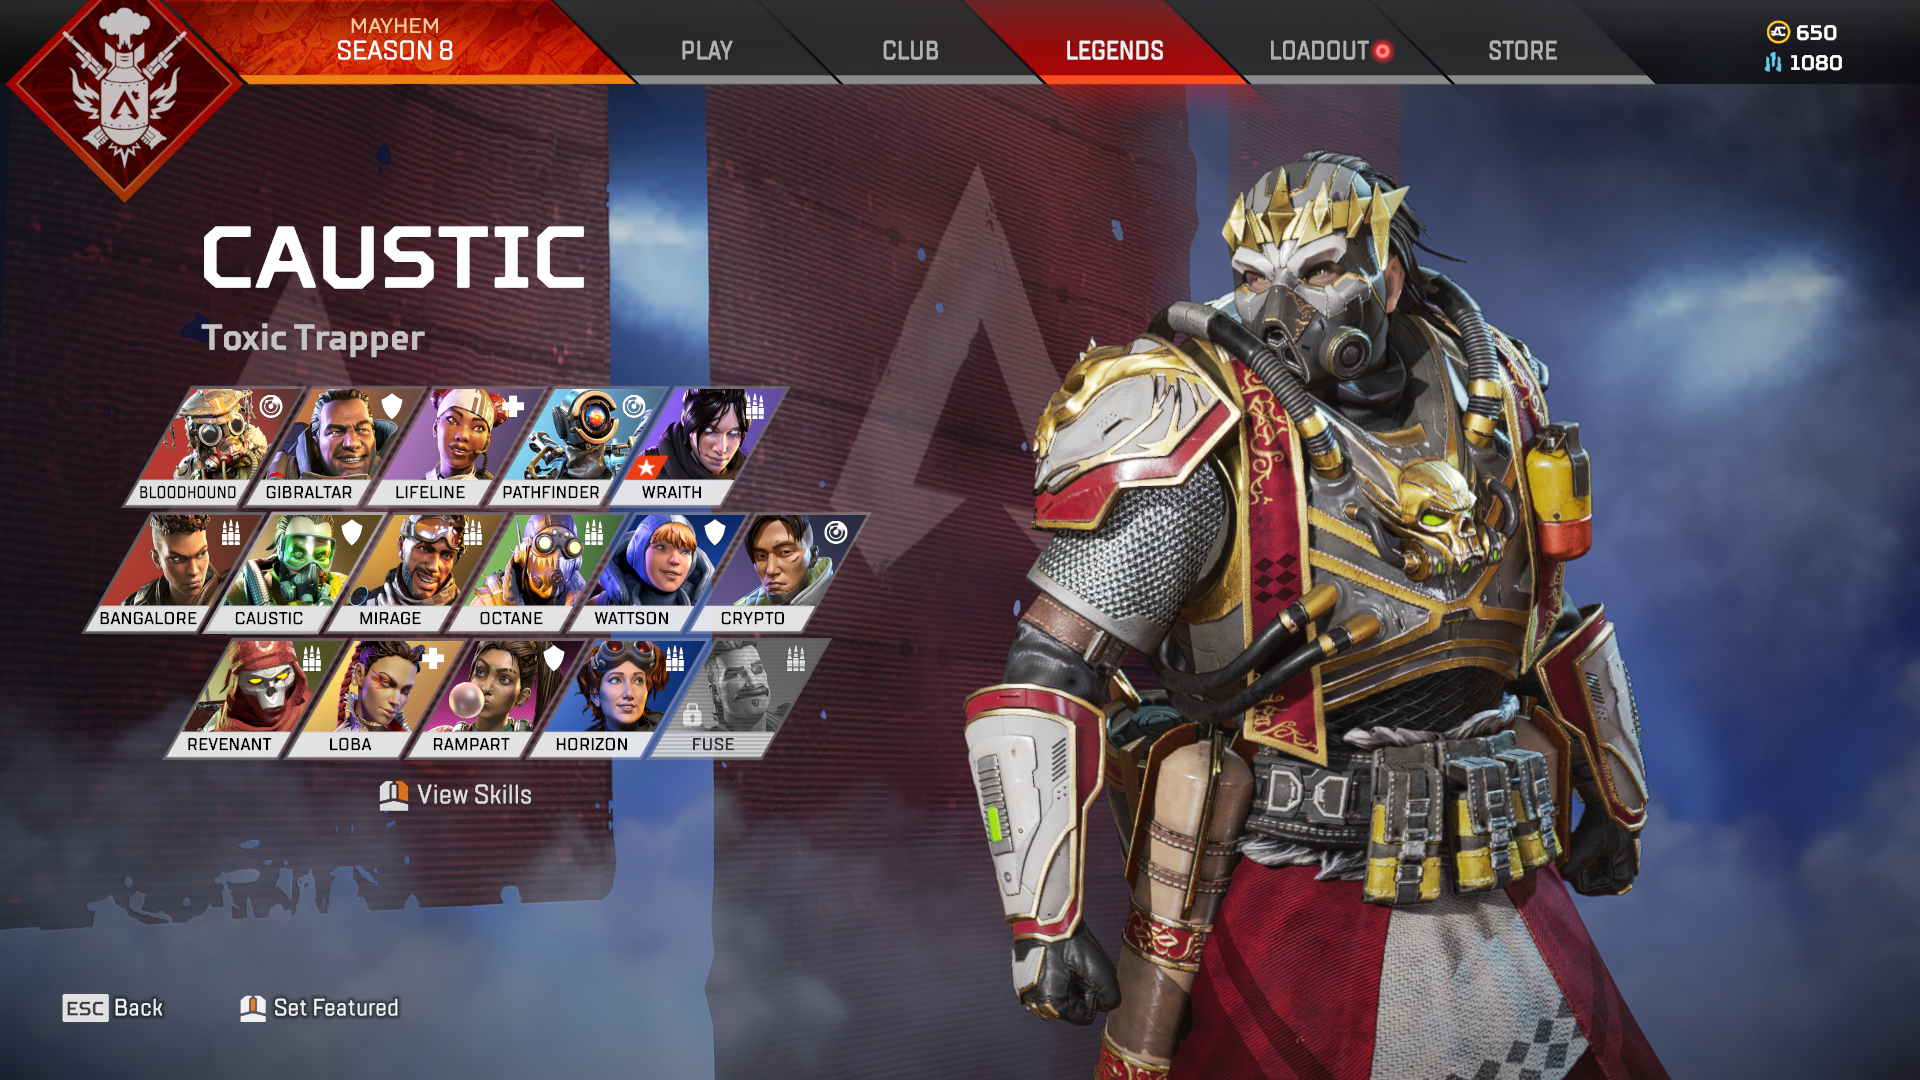 MAYHEM
SEASON 8
PLAY
CLUB
LEGENDS
LOADOUT
STORE
650
1080
CAUSTIC
Toxic Trapper
BLOODHOUND
GIBRALTAR
LIFELINE
PATHFINDER
WRAITH
BANGALORE
CAUSTIC
MIRAGE
OCTANE
WATTSON
CRYPTO
REVENANT
LOBA
RAMPART
HORIZON
FUSE
View Skills
ESC Back
Set Featured